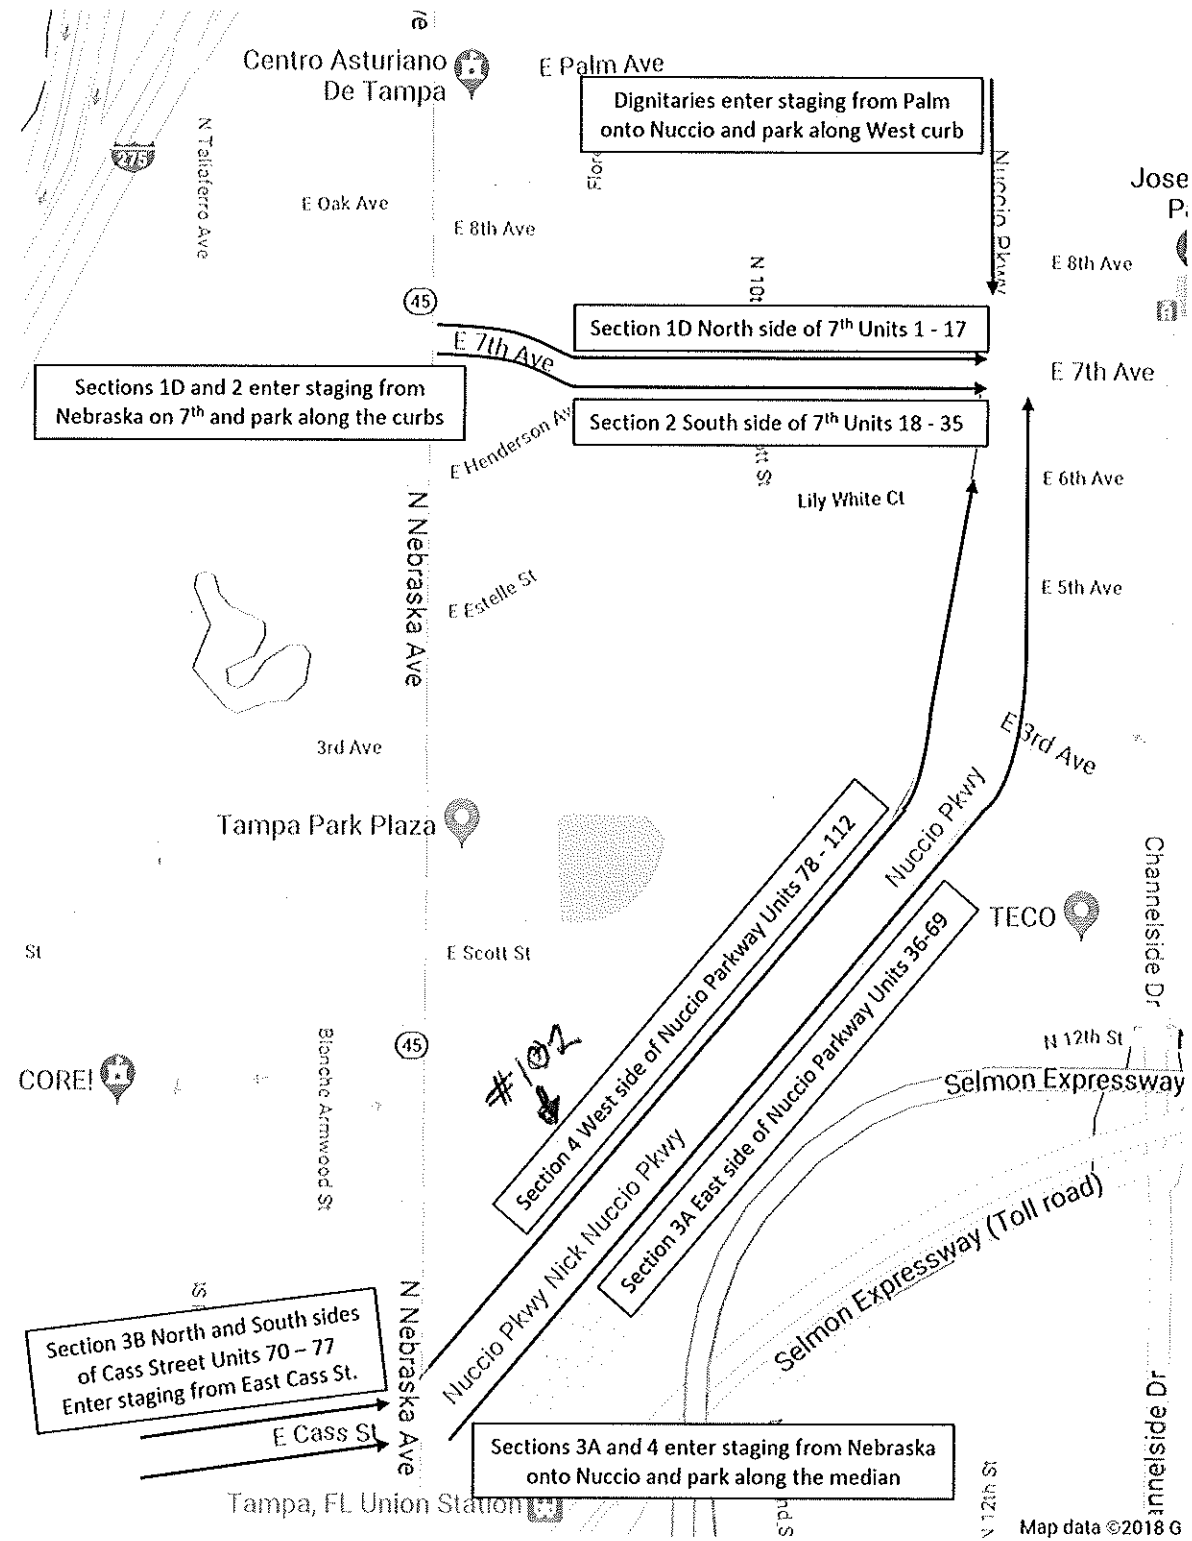 Centro Asturiano
De Tampa
E Palm Ave
Dignitaries enter staging from Palm
onto Nuccio and park along West curb
275
N Taliaferro Ave
E Oak Ave
E 8th Ave
Nuccio Pkwy
E 8th Ave
45
N 10t
Section 1D North side of 7th Units 1 - 17
E 7th Ave
E 7th Ave
Sections 1D and 2 enter staging from
Nebraska on 7th and park along the curbs
Section 2 South side of 7th Units 18 - 35
E Henderson Av
ott St
Lily White Ct
E 6th Ave
N Nebraska Ave
E Estelle St
E 5th Ave
3rd Ave
E 3rd Ave
Tampa Park Plaza
Nuccio Pkwy
Section 4 West side of Nuccio Parkway Units 78 - 112
Section 3A East side of Nuccio Parkway Units 36-69
TECO
Channelside Dr
St
E Scott St
#102
45
CORE!
Blanche Armwood St
N 12th St
Selmon Expressway
Nuccio Pkwy Nick Nuccio Pkwy
Selmon Expressway (Toll road)
Section 3B North and South sides
of Cass Street Units 70 – 77
Enter staging from East Cass St.
N Nebraska Ave
E Cass St
Sections 3A and 4 enter staging from Nebraska
onto Nuccio and park along the median
Tampa, FL Union Station
nd S
N 12th St
nnelside Dr
Map data ©2018 G